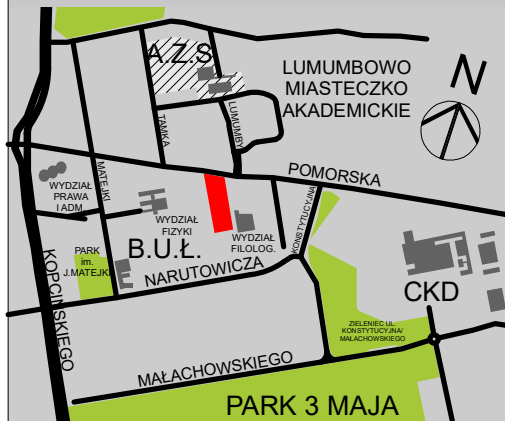 A.Z.S
LUMUMBOWO
MIASTECZKO
AKADEMICKIE
N
TAMKA
LUMUMBY
MATEJKI
POMORSKA
WYDZIAŁ
PRAWA
I ADM
WYDZIAŁ
FIZYKI
WYDZIAŁ
FILOLOG.
KONSTYTUCYJNA
B.U.Ł.
PARK
im.
J.MATEJKI
NARUTOWICZA
KOPCIŃSKIEGO
CKD
ZIELENIEC UL.
KONSTYTUCYJNA/
MAŁACHOWSKIEGO
MAŁACHOWSKIEGO
PARK 3 MAJA